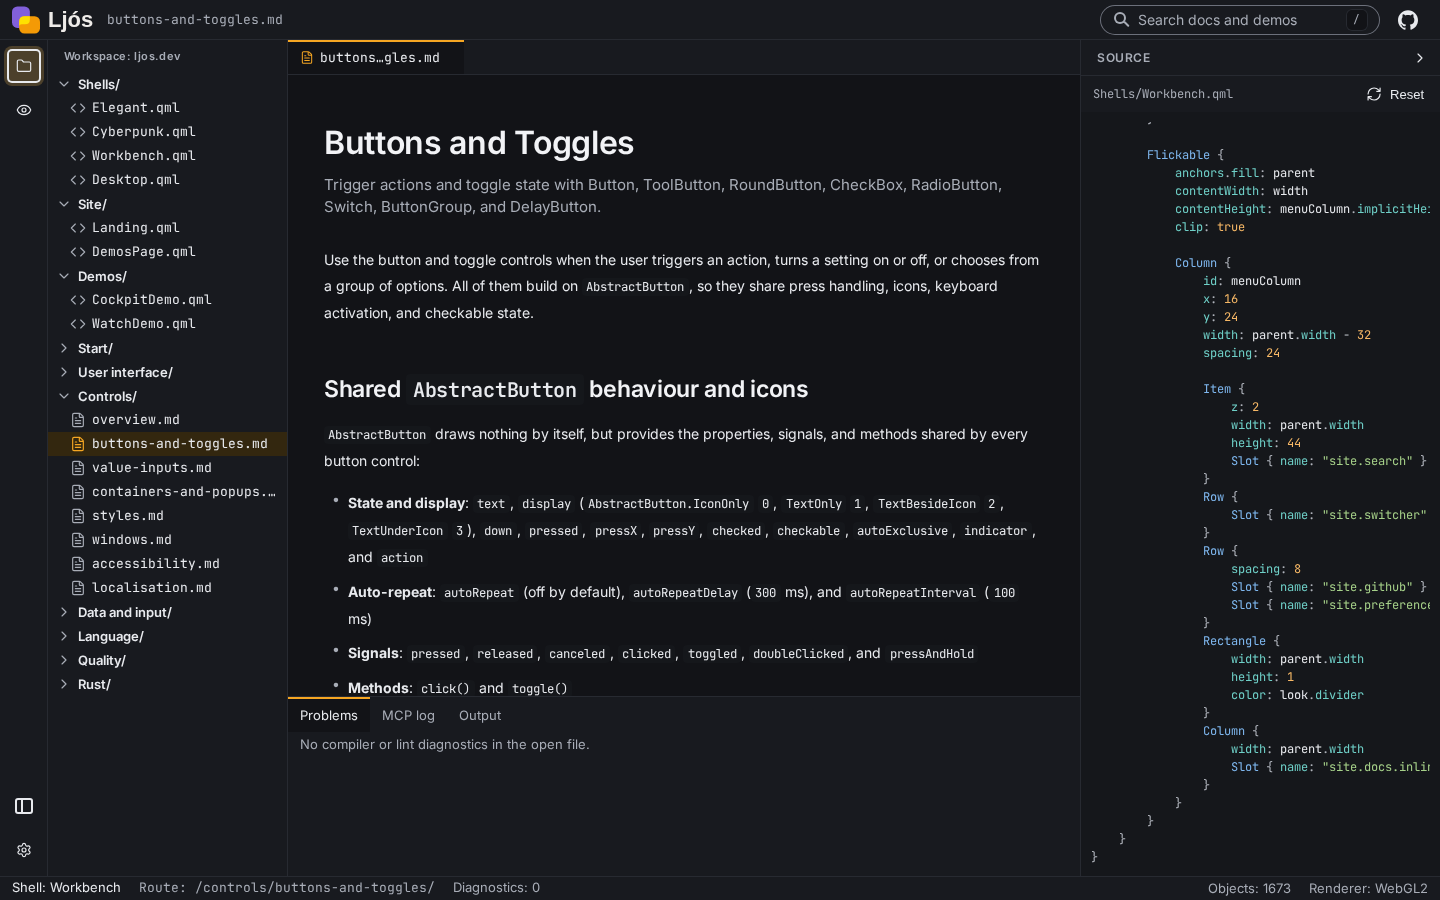 Ljós
buttons-and-toggles.md
Search docs and demos
/
Workspace: ljos.dev
Shells/
Elegant.qml
Cyberpunk.qml
Workbench.qml
Desktop.qml
Site/
Landing.qml
DemosPage.qml
Demos/
CockpitDemo.qml
WatchDemo.qml
Start/
User interface/
Controls/
overview.md
buttons-and-toggles.md
value-inputs.md
containers-and-popups.…
styles.md
windows.md
accessibility.md
localisation.md
Data and input/
Language/
Quality/
Rust/
buttons…gles.md
Buttons and Toggles
Trigger actions and toggle state with Button, ToolButton, RoundButton, CheckBox, RadioButton,
Switch, ButtonGroup, and DelayButton.
Use the button and toggle controls when the user triggers an action, turns a setting on or off, or chooses from
a group of options. All of them build on AbstractButton, so they share press handling, icons, keyboard
activation, and checkable state.
Shared AbstractButton behaviour and icons
AbstractButton draws nothing by itself, but provides the properties, signals, and methods shared by every
button control:
• State and display: text, display (AbstractButton.IconOnly 0, TextOnly 1, TextBesideIcon 2,
TextUnderIcon 3), down, pressed, pressX, pressY, checked, checkable, autoExclusive, indicator,
and action
• Auto-repeat: autoRepeat (off by default), autoRepeatDelay (300 ms), and autoRepeatInterval (100
ms)
• Signals: pressed, released, canceled, clicked, toggled, doubleClicked, and pressAndHold
• Methods: click() and toggle()
Problems
MCP log
Output
No compiler or lint diagnostics in the open file.
SOURCE
Shells/Workbench.qml
Reset
}
Flickable {
anchors.fill: parent
contentWidth: width
contentHeight: menuColumn.implicitHei
clip: true
Column {
id: menuColumn
x: 16
y: 24
width: parent.width - 32
spacing: 24
Item {
z: 2
width: parent.width
height: 44
Slot { name: "site.search" }
}
Row {
Slot { name: "site.switcher"
}
Row {
spacing: 8
Slot { name: "site.github" }
Slot { name: "site.preference
}
Rectangle {
width: parent.width
height: 1
color: look.divider
}
Column {
width: parent.width
Slot { name: "site.docs.inlin
}
}
}
}
}
Shell: Workbench
Route: /controls/buttons-and-toggles/
Diagnostics: 0
Objects: 1673
Renderer: WebGL2